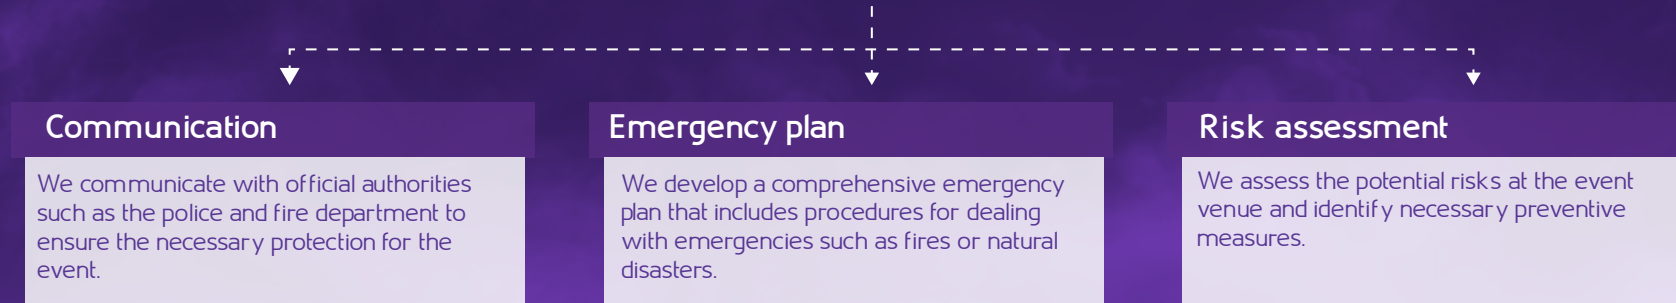 Communication
We communicate with official authorities
such as the police and fire department to
ensure the necessary protection for the
event.
Emergency plan
We develop a comprehensive emergency
plan that includes procedures for dealing
with emergencies such as fires or natural
disasters.
Risk assessment
We assess the potential risks at the event
venue and identify necessary preventive
measures.